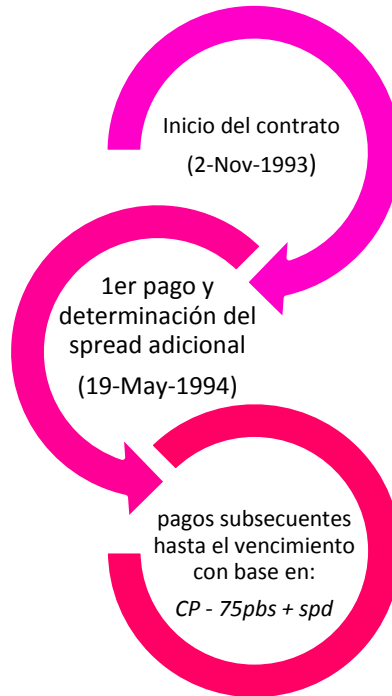 Inicio del contrato
(2-Nov-1993)
1er pago y
determinación del
spread adicional
(19-May-1994)
pagos subsecuentes
hasta el vencimiento
con base en:
CP - 75pbs + spd